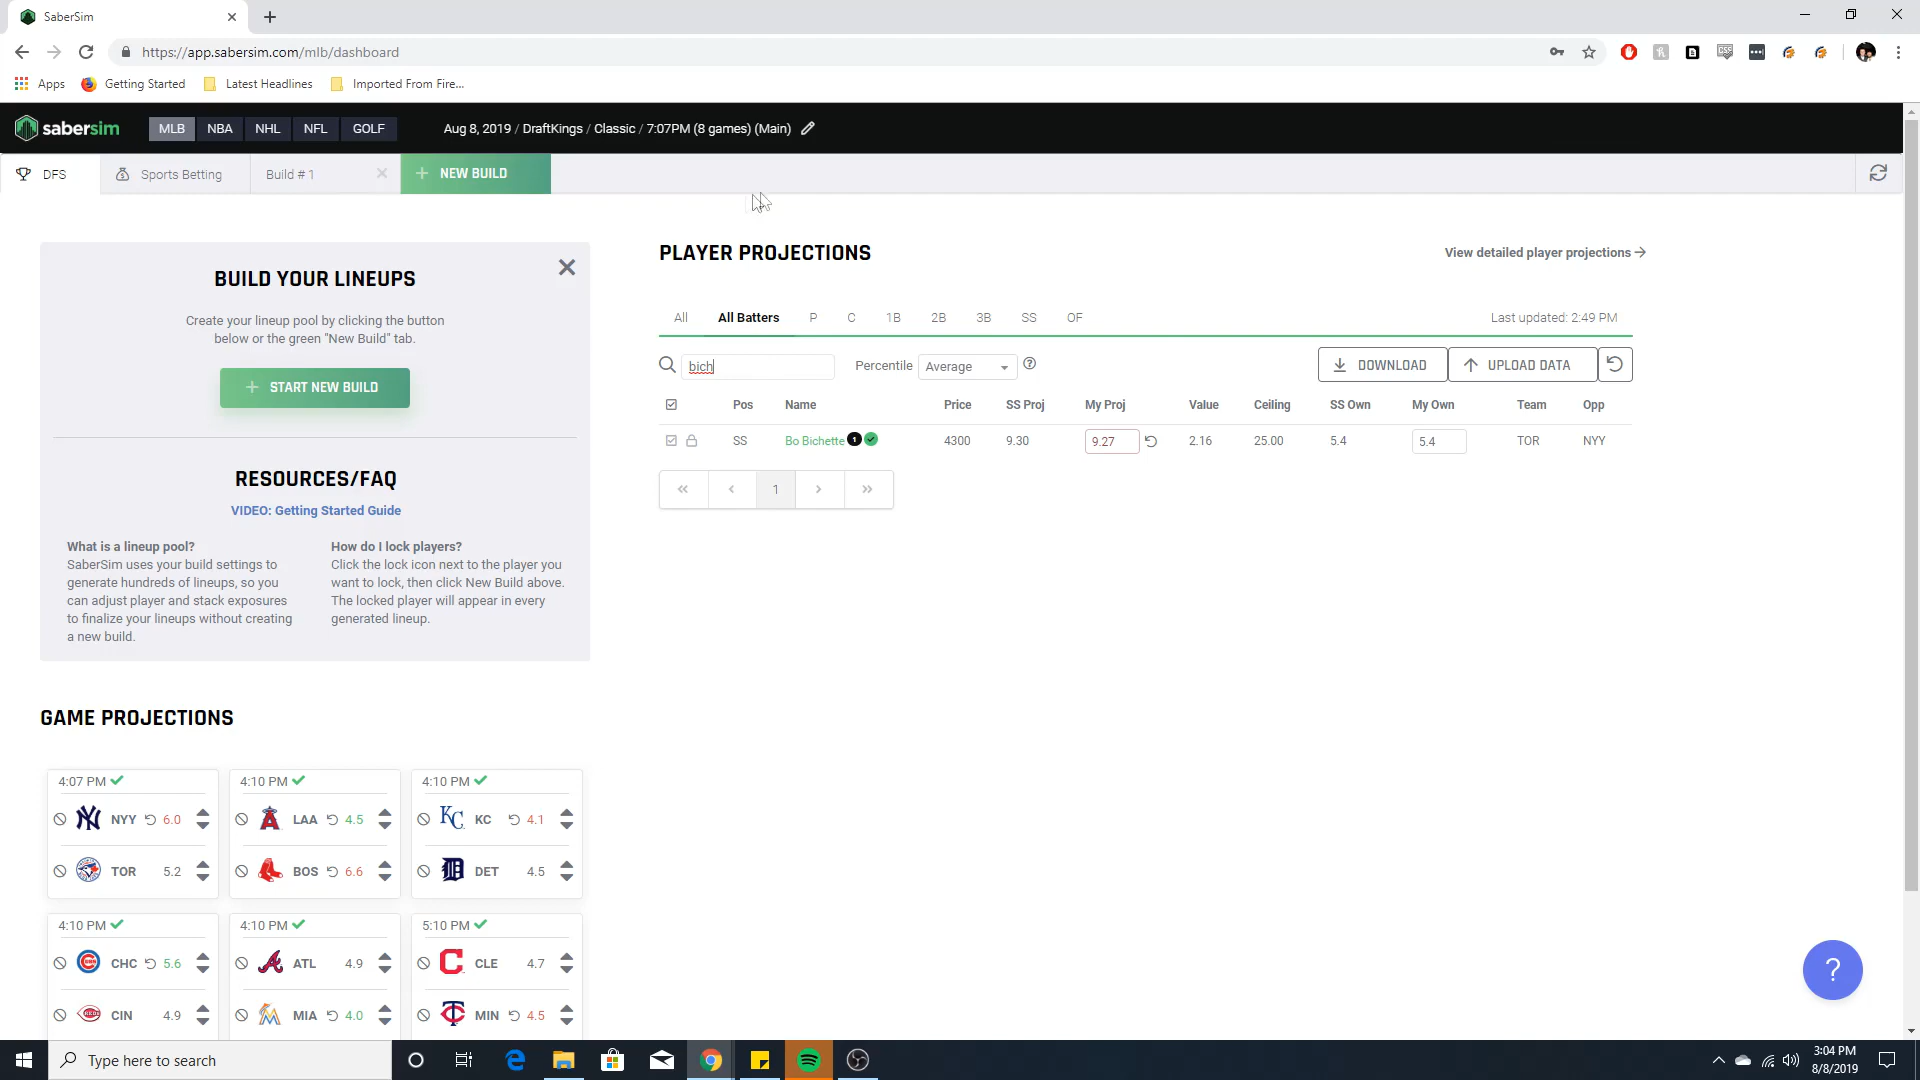 SaberSim
https://app.sabersim.com/mlb/dashboard
Apps Getting Started Latest Headlines Imported From Fire...
sabersim MLB NBA NHL NFL GOLF Aug 8, 2019 / DraftKings / Classic / 7:07PM (8 games) (Main)
DFS Sports Betting Build # 1 + NEW BUILD
BUILD YOUR LINEUPS
Create your lineup pool by clicking the button
below or the green "New Build" tab.
+ START NEW BUILD
RESOURCES/FAQ
VIDEO: Getting Started Guide
What is a lineup pool?
SaberSim uses your build settings to
generate hundreds of lineups, so you
can adjust player and stack exposures
to finalize your lineups without creating
a new build.
How do I lock players?
Click the lock icon next to the player you
want to lock, then click New Build above.
The locked player will appear in every
generated lineup.
PLAYER PROJECTIONS
View detailed player projections
All All Batters P C 1B 2B 3B SS OF Last updated: 2:49 PM
bich Percentile Average DOWNLOAD UPLOAD DATA
Pos Name Price SS Proj My Proj Value Ceiling SS Own My Own Team Opp
SS Bo Bichette 1 4300 9.30 9.27 2.16 25.00 5.4 5.4 TOR NYY
« ‹ 1 › »
GAME PROJECTIONS
4:07 PM
NYY 6.0
TOR 5.2
4:10 PM
LAA 4.5
BOS 6.6
4:10 PM
KC 4.1
DET 4.5
4:10 PM
CHC 5.6
CIN 4.9
4:10 PM
ATL 4.9
MIA 4.0
5:10 PM
CLE 4.7
MIN 4.5
?
Type here to search
3:04 PM
8/8/2019